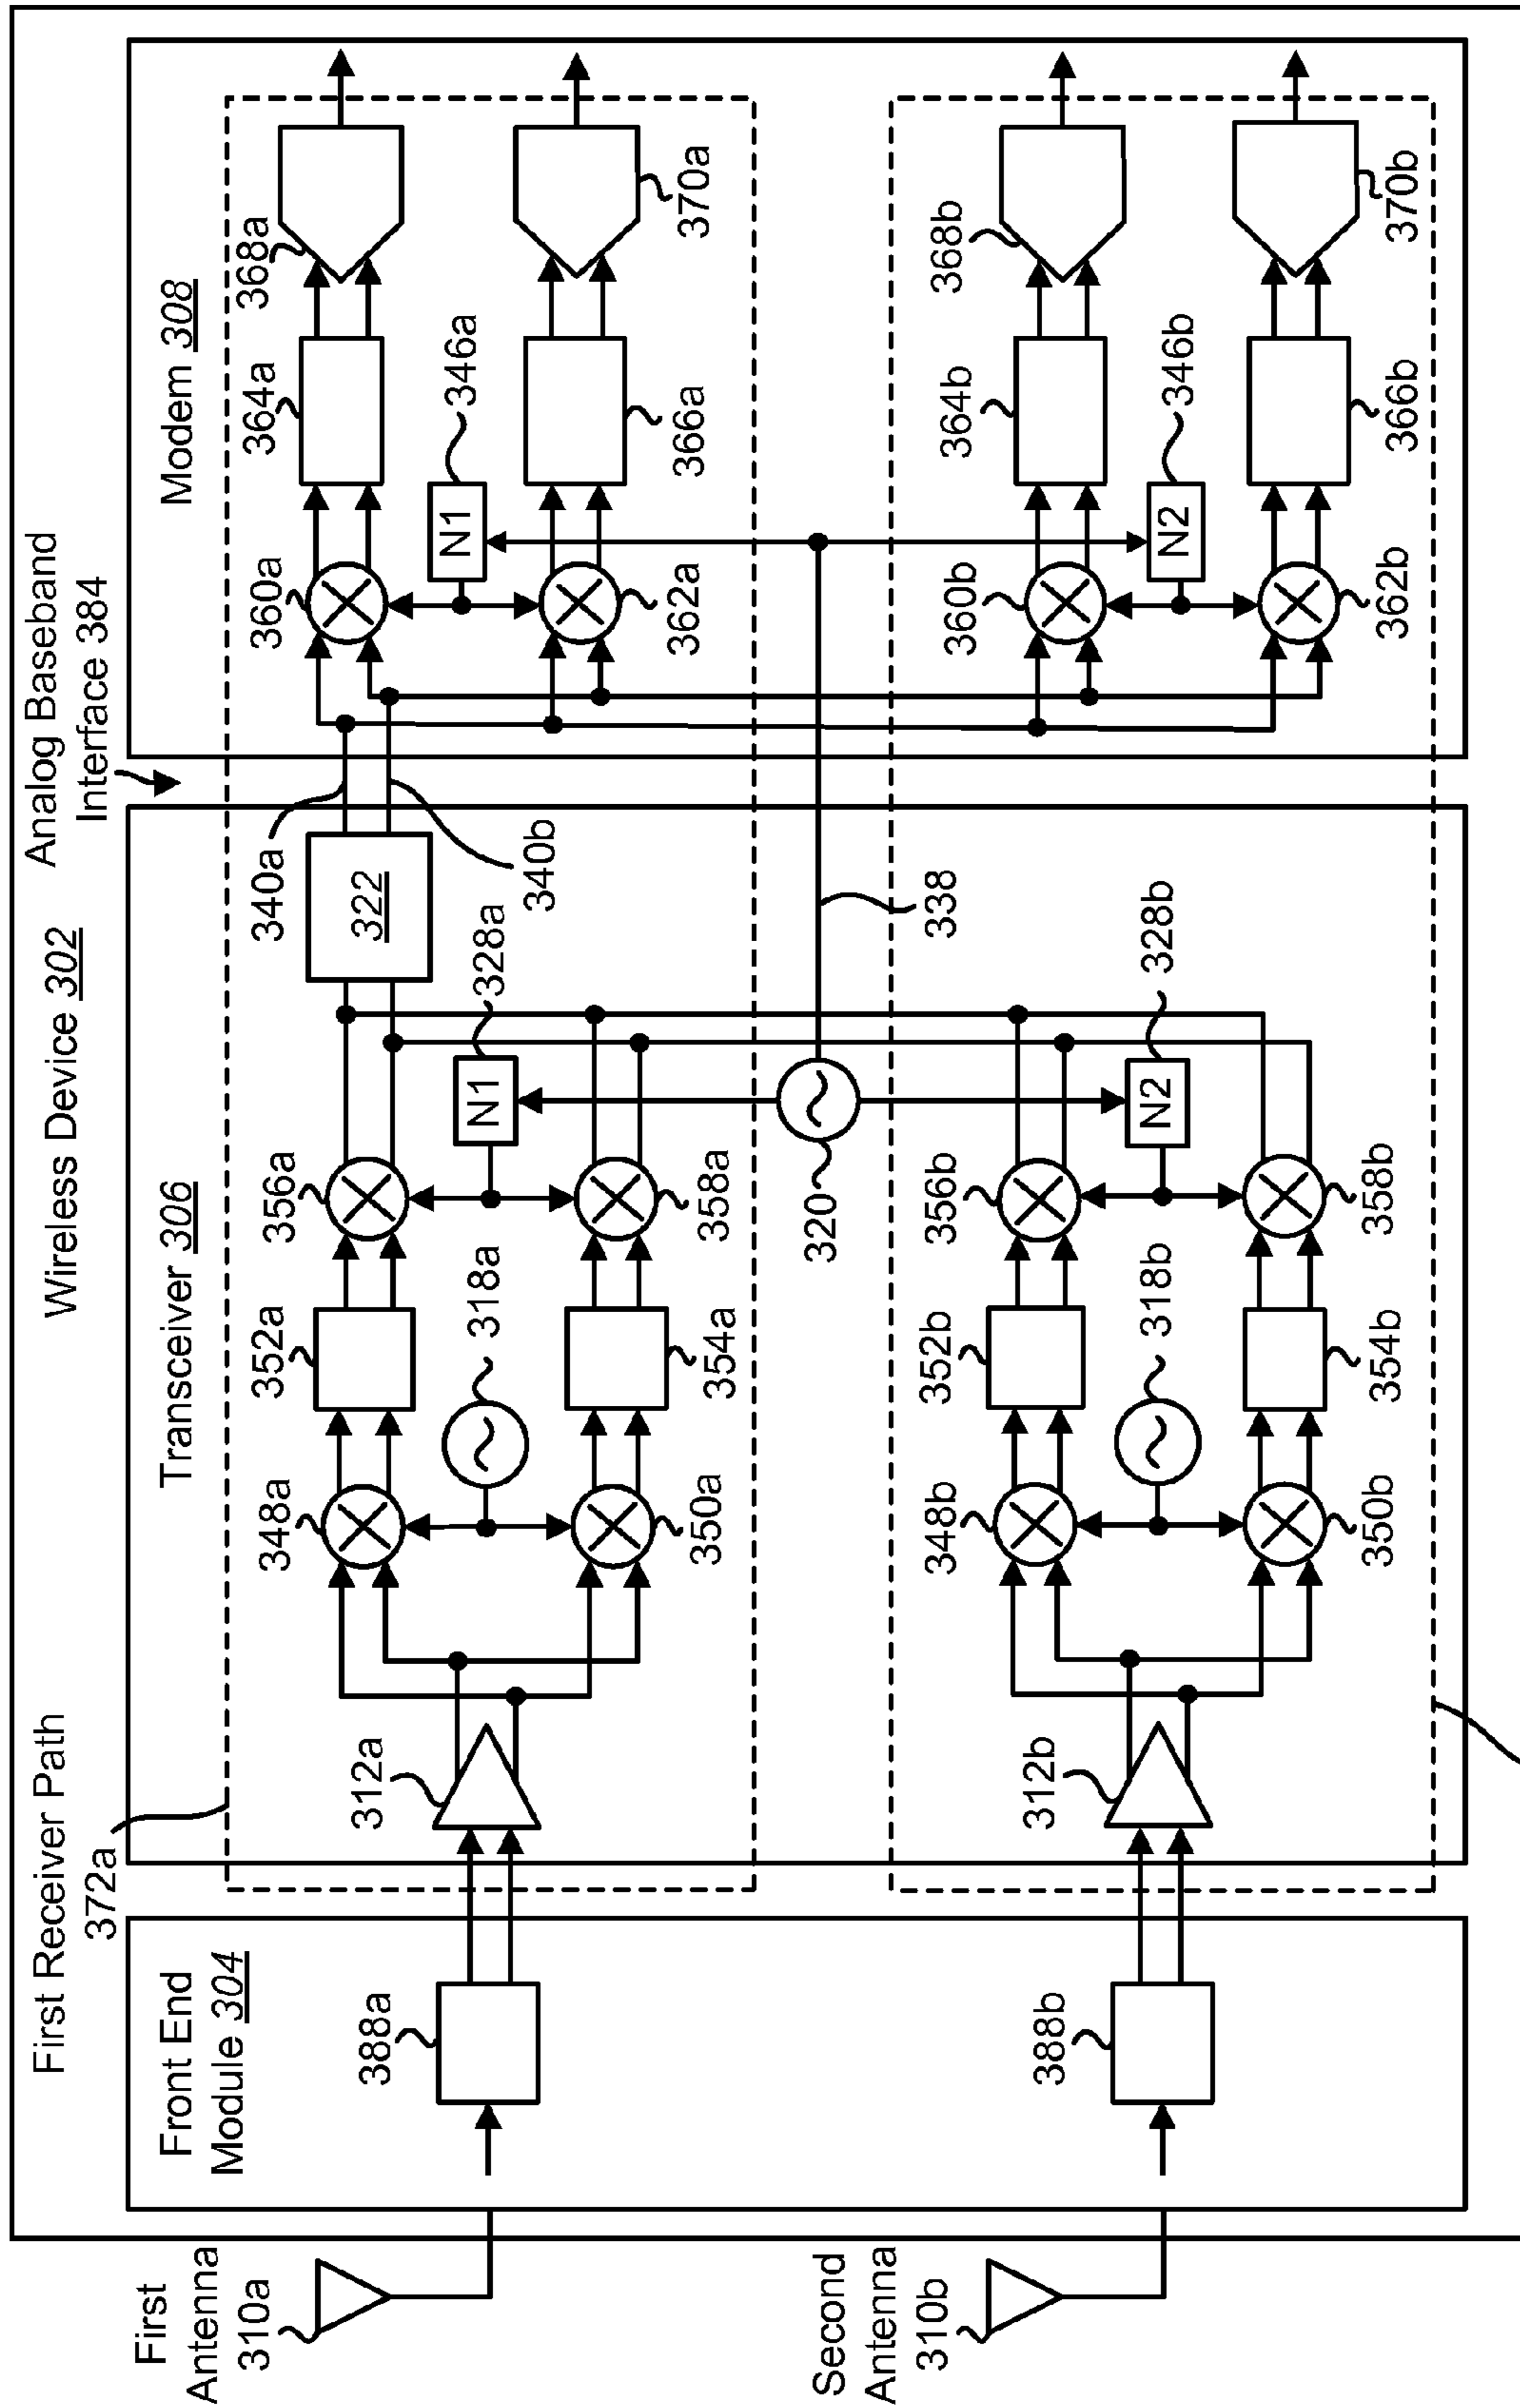 Wireless Device 302
Analog Baseband
Interface 384
First Receiver Path
372a
First
Antenna
310a
Second
Antenna
310b
Front End
Module 304
388a
388b
Transceiver 306
312a
348a
350a
318a
352a
354a
356a
358a
N1
328a
322
340a
340b
320
338
312b
348b
350b
318b
352b
354b
356b
358b
N2
328b
Modem 308
360a
362a
N1
346a
364a
366a
368a
370a
360b
362b
N2
346b
364b
366b
368b
370b